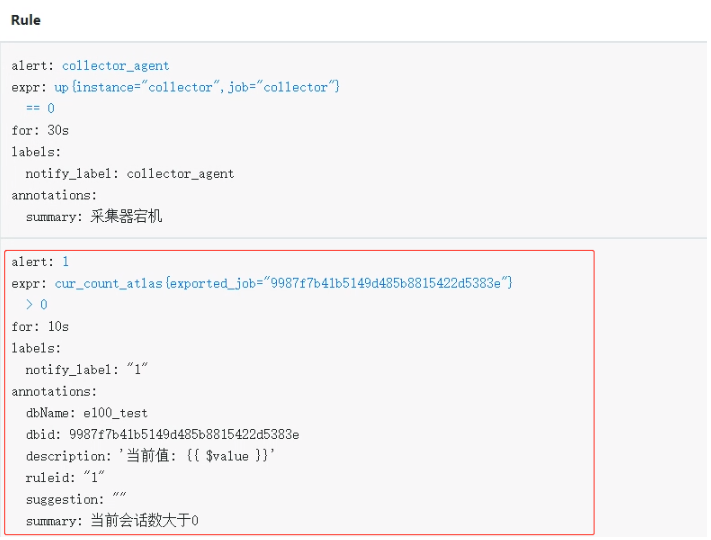 Rule
alert: collector_agent
expr: up{instance="collector",job="collector"}
== 0
for: 30s
labels:
notify_label: collector_agent
annotations:
summary: 采集器宕机
alert: 1
expr: cur_count_atlas{exported_job="9987f7b41b5149d485b8815422d5383e"}
> 0
for: 10s
labels:
notify_label: "1"
annotations:
dbName: e100_test
dbid: 9987f7b41b5149d485b8815422d5383e
description: '当前值: {{ $value }}'
ruleid: "1"
suggestion: ""
summary: 当前会话数大于0